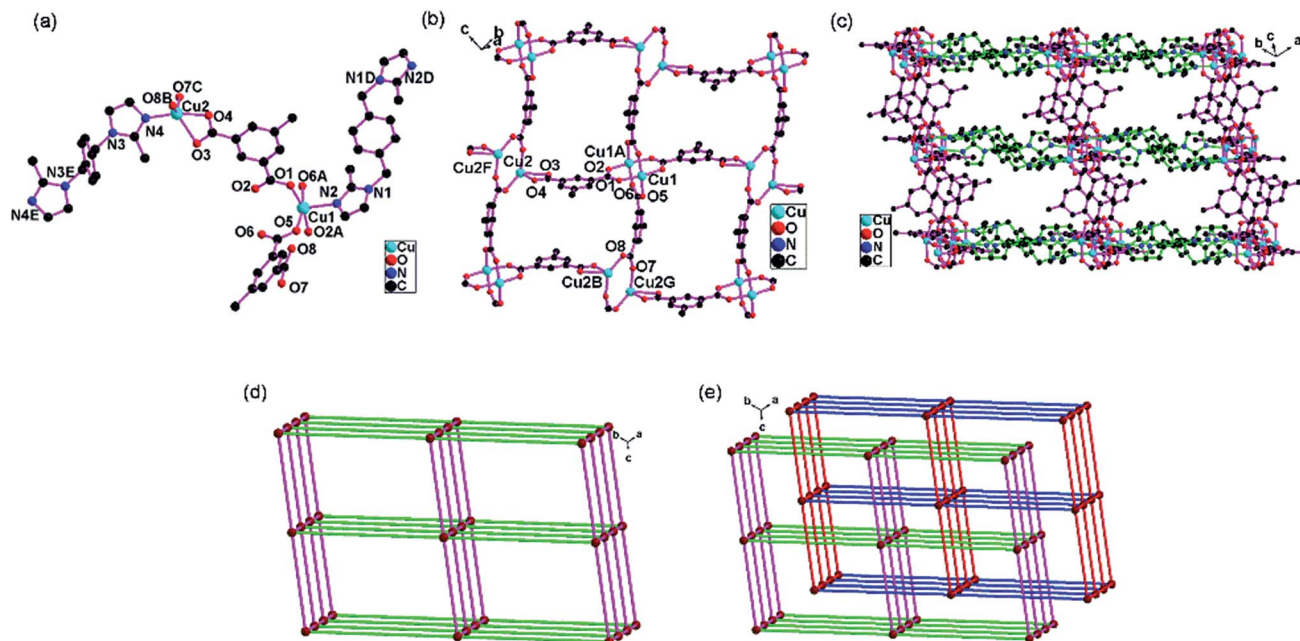 (a)
N1D
N2D
O7C
O8B
Cu2
O4
N3
N4
O3
N3E
N4E
O2
O1
O6A
N2
N1
Cu1
O5
O6
O2A
O8
O7
Cu
O
N
C
(b)
c
b
a
Cu1A
Cu2
O3
O2
Cu2F
O4
O1
O6
Cu1
O5
O8
O7
Cu2B
Cu2G
Cu
O
N
C
(c)
c
b
a
Cu
O
N
C
(d)
b
a
c
(e)
b
a
c